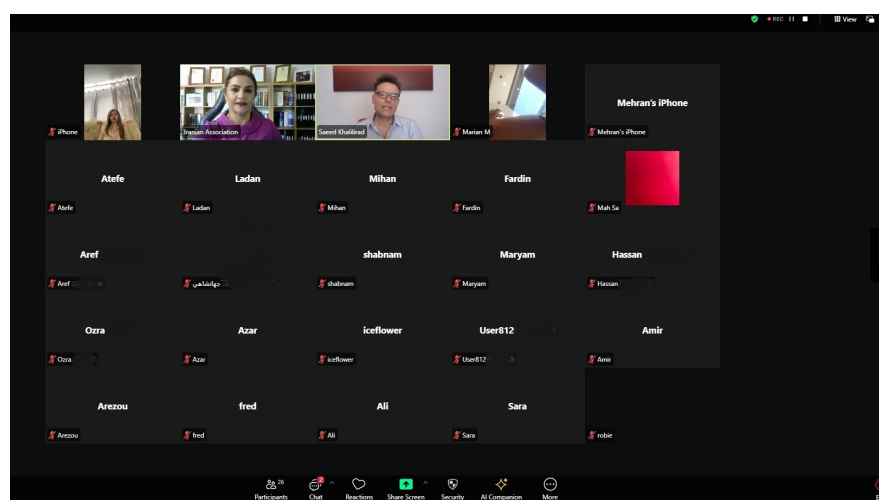 REC
View
iPhone
Iranian Association
Saeed Khalilirad
Marian M
Mehran's iPhone
Mehran's iPhone
Atefe
Ladan
Mihan
Fardin
Atefe
Ladan
Mihan
Fardin
Mah Sa
Aref
shabnam
Maryam
Hassan
Aref
جهانشاهی
shabnam
Maryam
Hassan
Ozra
Azar
iceflower
User812
Amir
Ozra
Azar
iceflower
User812
Amir
Arezou
fred
Ali
Sara
Arezou
fred
Ali
Sara
robie
26
2
Participants
Chat
Reactions
Share Screen
Security
AI Companion
More